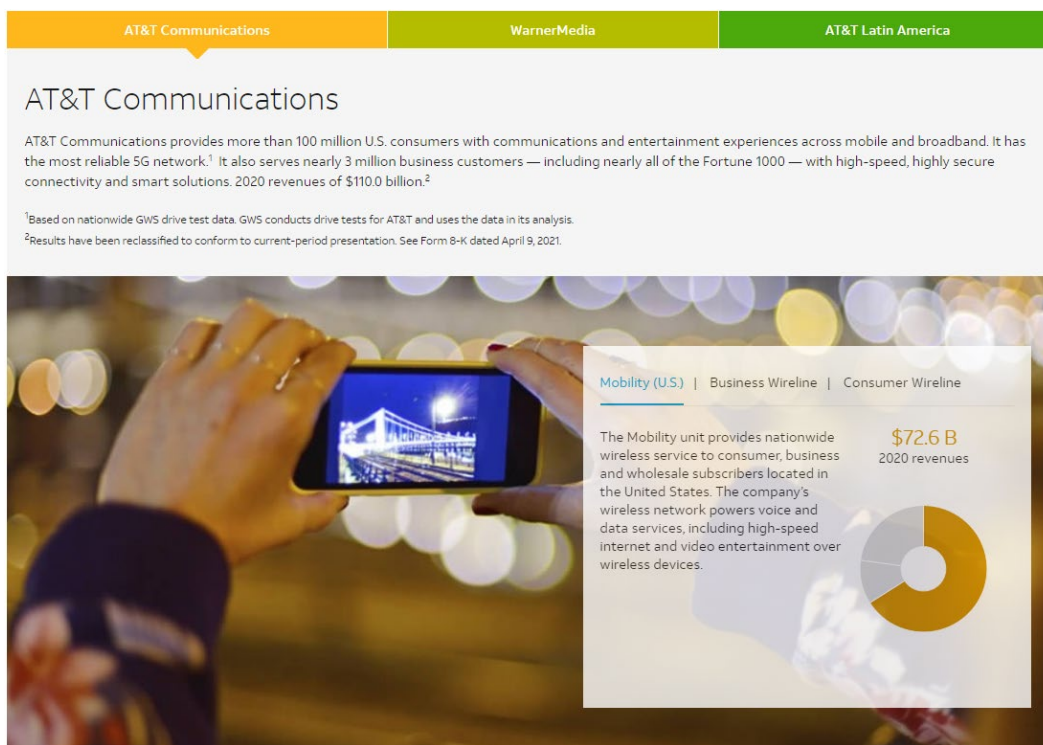 AT&T Communications
WarnerMedia
AT&T Latin America
AT&T Communications
AT&T Communications provides more than 100 million U.S. consumers with communications and entertainment experiences across mobile and broadband. It has
the most reliable 5G network.¹ It also serves nearly 3 million business customers — including nearly all of the Fortune 1000 — with high-speed, highly secure
connectivity and smart solutions. 2020 revenues of $110.0 billion.²
¹Based on nationwide GWS drive test data. GWS conducts drive tests for AT&T and uses the data in its analysis.
²Results have been reclassified to conform to current-period presentation. See Form 8-K dated April 9, 2021.
Mobility (U.S.) | Business Wireline | Consumer Wireline
The Mobility unit provides nationwide
wireless service to consumer, business
and wholesale subscribers located in
the United States. The company's
wireless network powers voice and
data services, including high-speed
internet and video entertainment over
wireless devices.
$72.6 B
2020 revenues